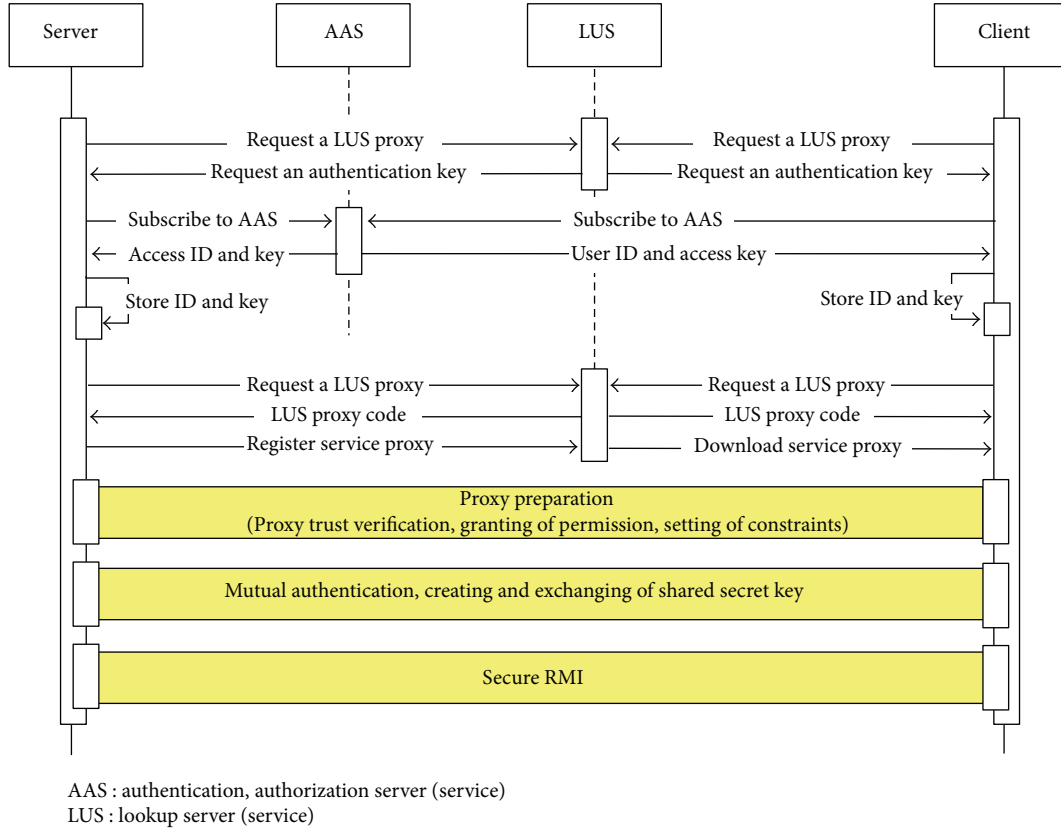 Server
AAS
LUS
Client
Request a LUS proxy
Request a LUS proxy
Request an authentication key
Request an authentication key
Subscribe to AAS
Subscribe to AAS
Access ID and key
User ID and access key
Store ID and key
Store ID and key
Request a LUS proxy
Request a LUS proxy
LUS proxy code
LUS proxy code
Register service proxy
Download service proxy
Proxy preparation
(Proxy trust verification, granting of permission, setting of constraints)
Mutual authentication, creating and exchanging of shared secret key
Secure RMI
AAS : authentication, authorization server (service)
LUS : lookup server (service)